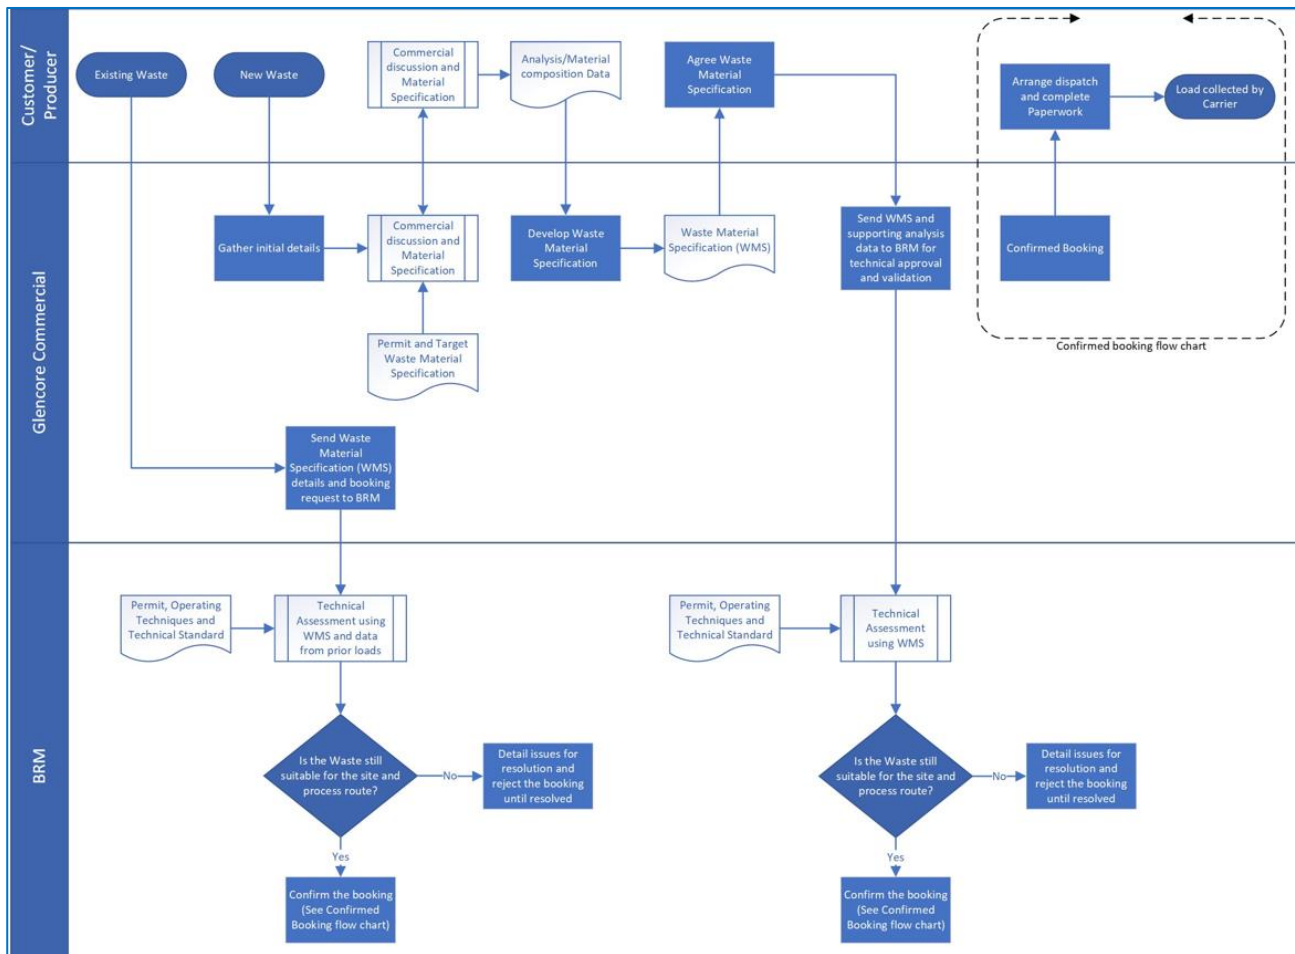 Customer/
Producer
Existing Waste
New Waste
Commercial
discussion and
Material
Specification
Analysis/Material
composition Data
Agree Waste
Material
Specification
Arrange dispatch
and complete
Paperwork
Load collected by
Carrier
Glencore Commercial
Gather initial details
Commercial
discussion and
Material
Specification
Develop Waste
Material
Specification
Waste Material
Specification (WMS)
Send WMS and
supporting analysis
data to BRM for
technical approval
and validation
Confirmed Booking
Confirmed booking flow chart
Permit and Target
Waste Material
Specification
Send Waste
Material
Specification (WMS)
details and booking
request to BRM
BRM
Permit, Operating
Techniques and
Technical Standard
Technical
Assessment using
WMS and data
from prior loads
Permit, Operating
Techniques and
Technical Standard
Technical
Assessment
using WMS
Is the Waste still
suitable for the site and
process route?
No
Detail issues for
resolution and
reject the booking
until resolved
Is the Waste still
suitable for the site and
process route?
No
Detail issues for
resolution and
reject the booking
until resolved
Yes
Confirm the booking
(See Confirmed
Booking flow chart)
Yes
Confirm the booking
(See Confirmed
Booking flow chart)